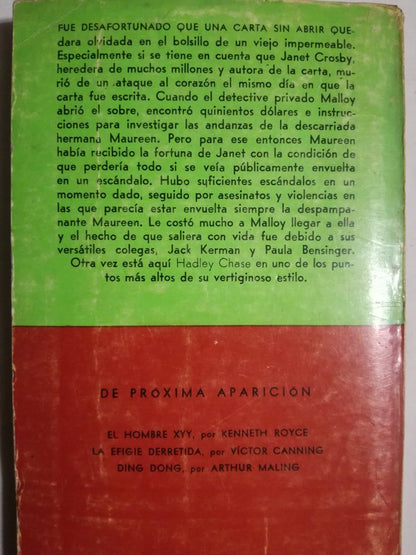 FUE DESAFORTUNADO QUE UNA CARTA SIN ABRIR QUE-
dara olvidada en el bolsillo de un viejo impermeable.
Especialmente si se tiene en cuenta que Janet Crosby,
heredera de muchos millones y autora de la carta, mu-
rió de un ataque al corazón el mismo día en que la
carta fue escrita. Cuando el detective privado Malloy
abrió el sobre, encontró quinientos dólares e instruc-
ciones para investigar las andanzas de la descarriada
hermana Maureen. Pero para ese entonces Maureen
había recibido la fortuna de Janet con la condición de
que perdería todo si se veía públicamente envuelta
en un escándalo. Hubo suficientes escándalos en un
momento dado, seguido por asesinatos y violencias en
las que parecía estar envuelta siempre la despampa-
nante Maureen. Le costó mucho a Malloy llegar a ella
y el hecho de que saliera con vida fue debido a sus
versátiles colegas, Jack Kerman y Paula Bensinger.
Otra vez está aquí Hadley Chase en uno de los pun-
tos más altos de su vertiginoso estilo.
DE PRÓXIMA APARICIÓN
EL HOMBRE XYY, por KENNETH ROYCE
LA EFIGIE DERRETIDA, por VÍCTOR CANNING
DING DONG, por ARTHUR MALING